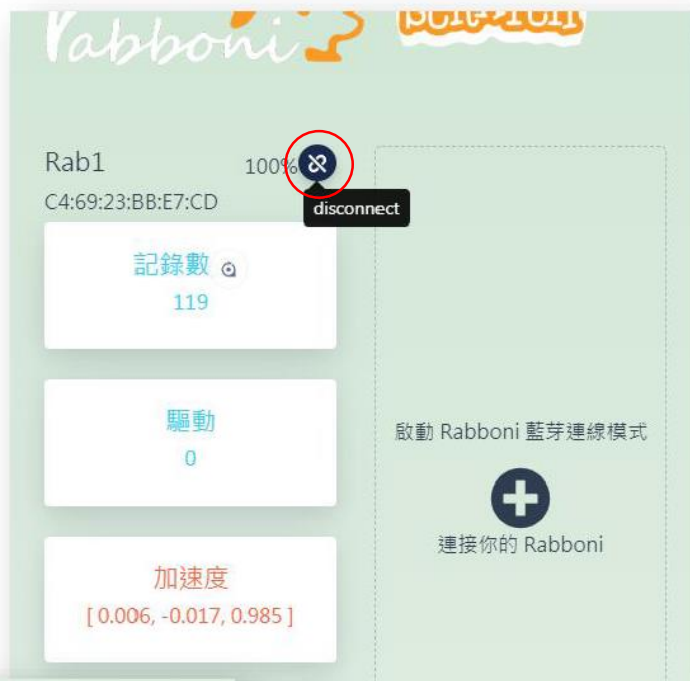 rabboni
Rab1
100%
C4:69:23:BB:E7:CD
disconnect
記錄數
119
驅動
0
加速度
[ 0.006, -0.017, 0.985 ]
啟動 Rabboni 藍芽連線模式
連接你的 Rabboni